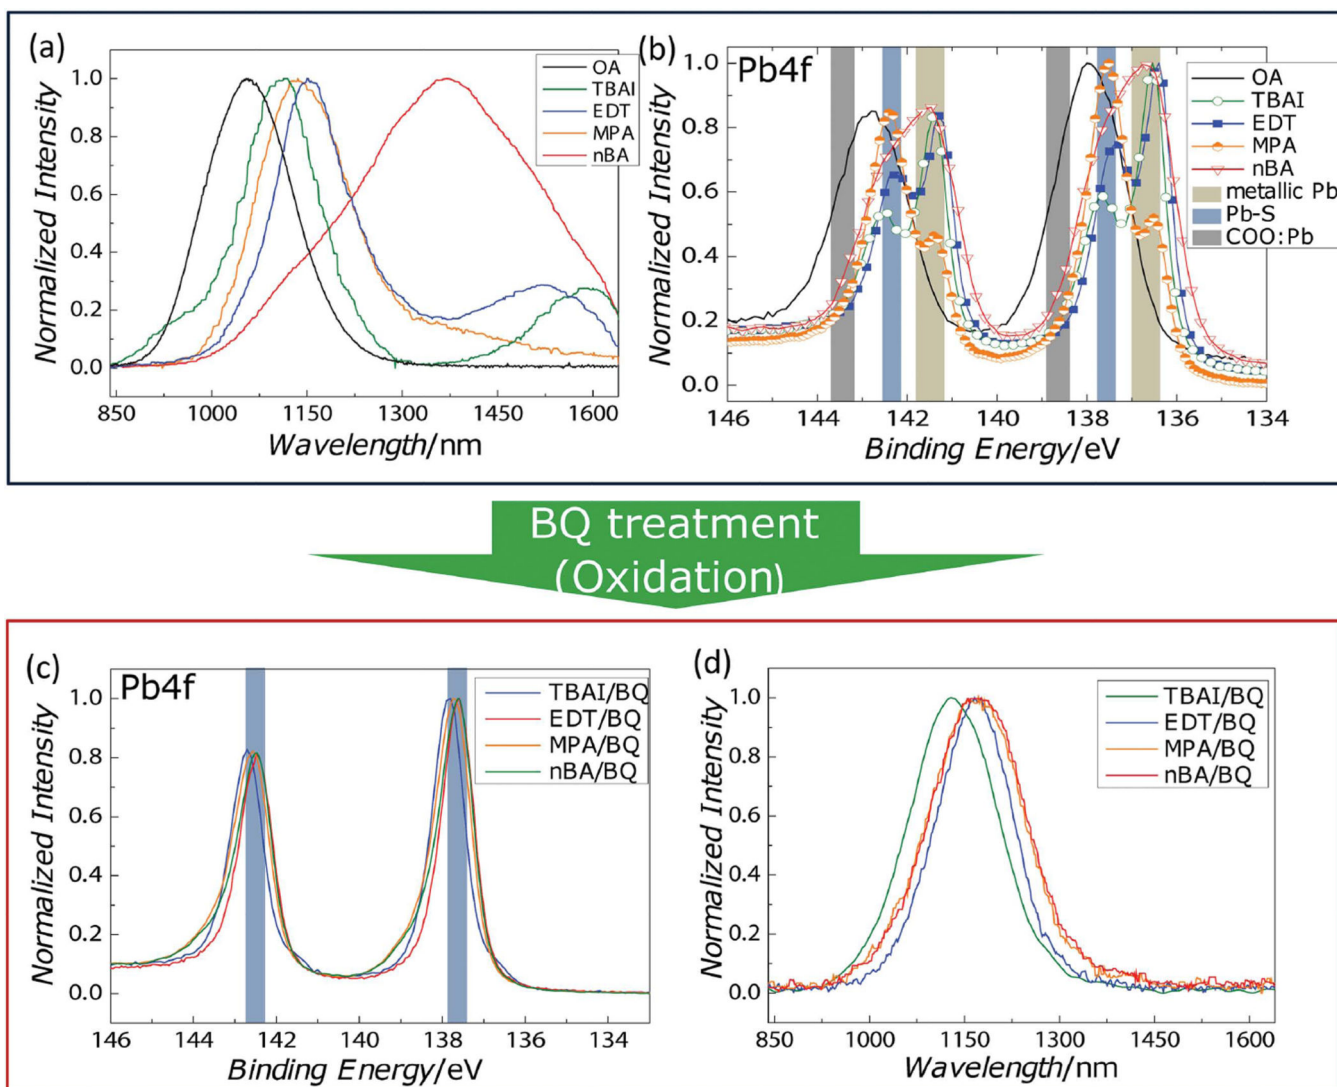 (a)
Normalized Intensity
1.0
0.8
0.6
0.4
0.2
0.0
850 1000 1150 1300 1450 1600
Wavelength/nm
OA
TBAI
EDT
MPA
nBA
(b)
Pb4f
Normalized Intensity
1.0
0.8
0.6
0.4
0.2
0.0
146 144 142 140 138 136 134
Binding Energy/eV
OA
TBAI
EDT
MPA
nBA
metallic Pb
Pb-S
COO:Pb
BQ treatment
(Oxidation)
(c)
Pb4f
Normalized Intensity
1.0
0.8
0.6
0.4
0.2
0.0
146 144 142 140 138 136 134
Binding Energy/eV
TBAI/BQ
EDT/BQ
MPA/BQ
nBA/BQ
(d)
Normalized Intensity
1.0
0.8
0.6
0.4
0.2
0.0
850 1000 1150 1300 1450 1600
Wavelength/nm
TBAI/BQ
EDT/BQ
MPA/BQ
nBA/BQ